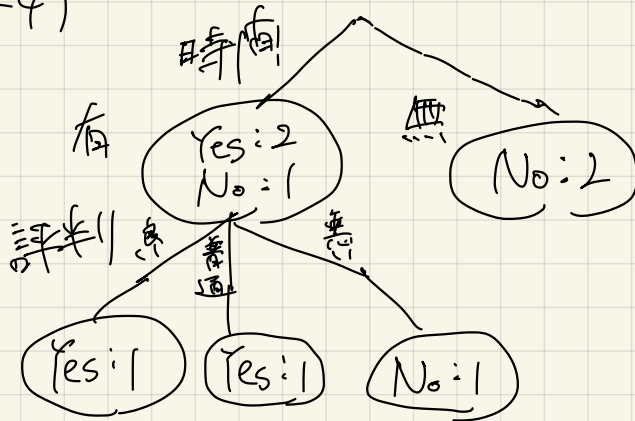 -4)
時間
有
無
Yes:2
No:1
No:2
評判
良
普通
悪
Yes:1
Yes:1
No:1